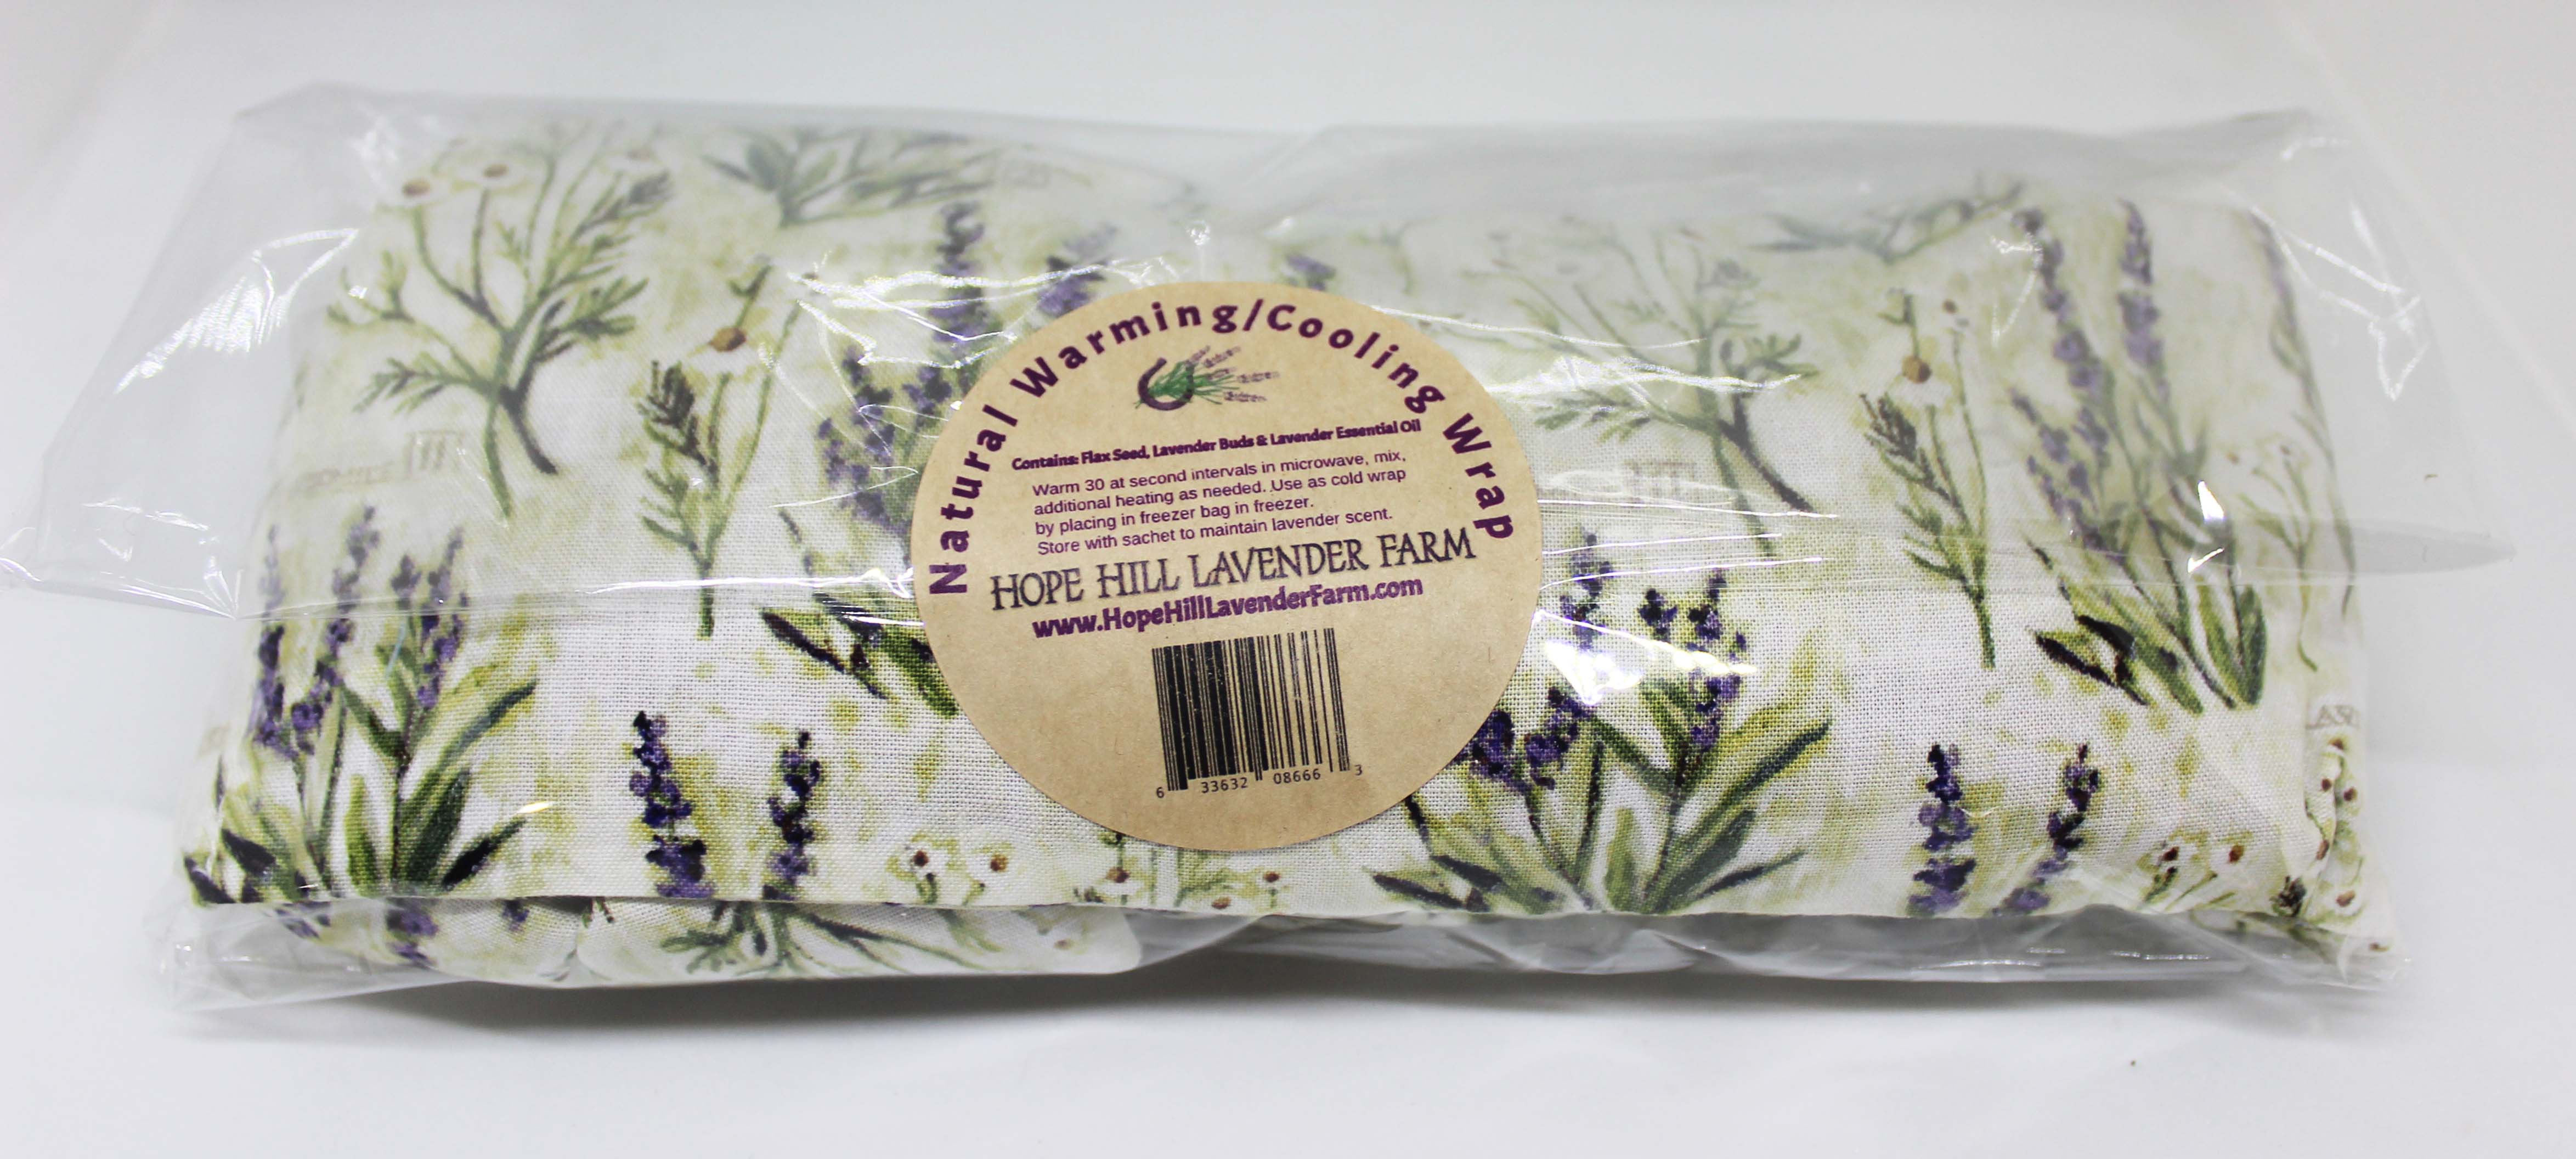 Natural Warming/Cooling Wrap
Contains: Flax Seed, Lavender Buds & Lavender Essential Oil
Warm 30 at second intervals in microwave, mix,
additional heating as needed. Use as cold wrap
by placing in freezer bag in freezer.
Store with sachet to maintain lavender scent.
HOPE HILL LAVENDER FARM
www.HopeHillLavenderFarm.com
6 33632 08666 3